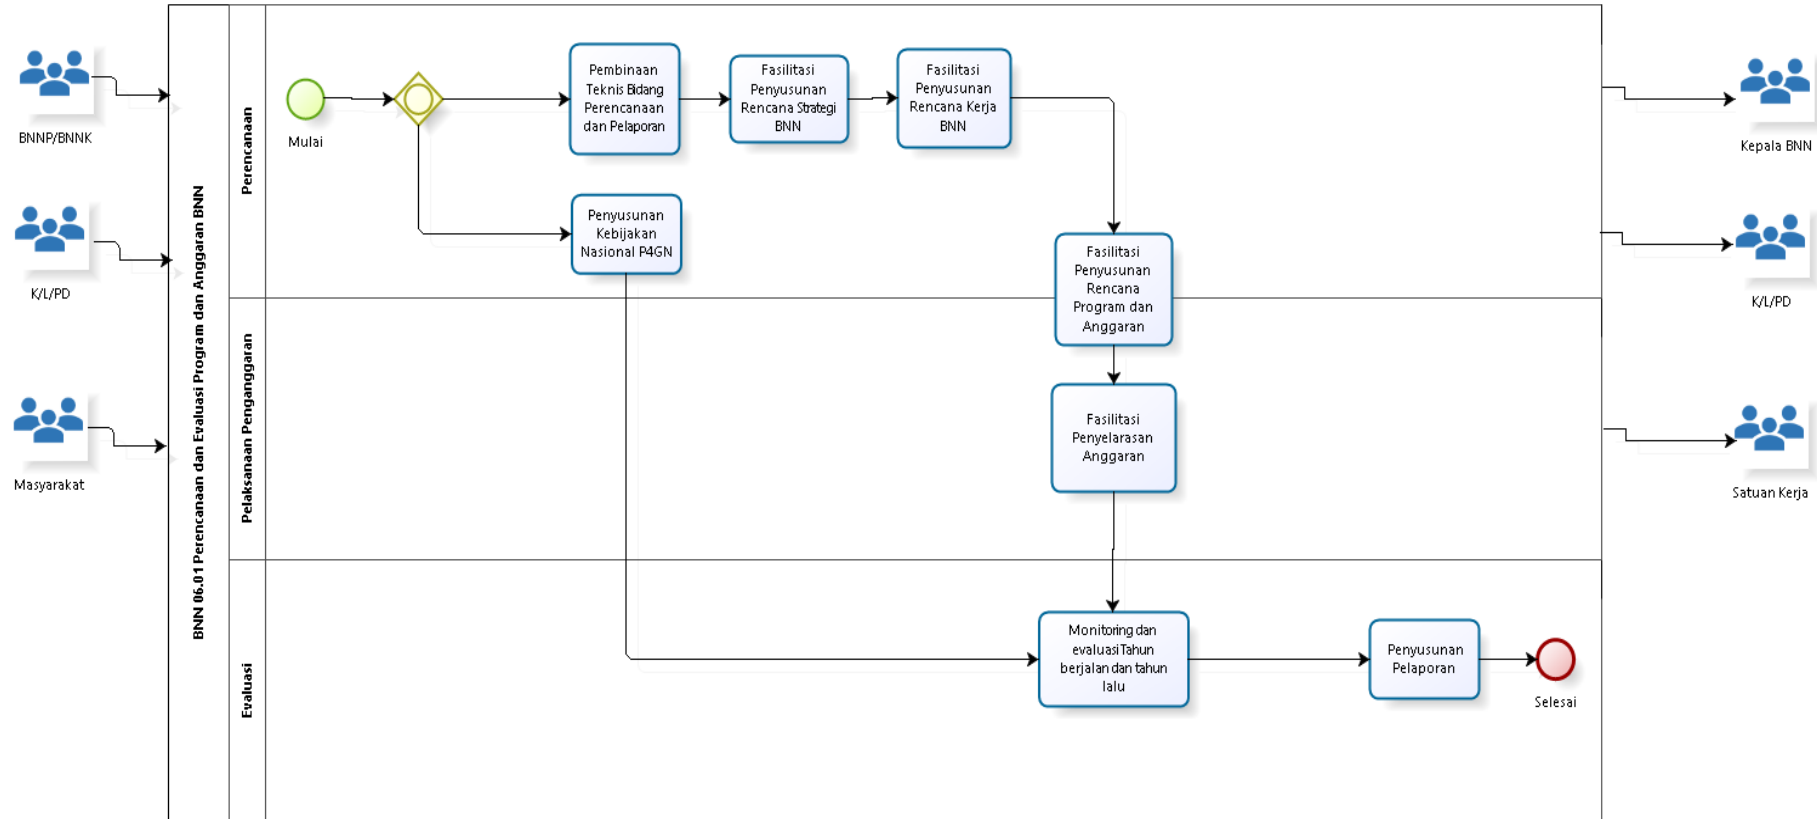 BNN 06.01 Perencanaan dan Evaluasi Program dan Anggaran BNN
BNNP/BNNK
K/L/PD
Masyarakat
Perencanaan
Mulai
Pembinaan
Teknis Bidang
Perencanaan
dan Pelaporan
Fasilitasi
Penyusunan
Rencana Strategi
BNN
Fasilitasi
Penyusunan
Rencana Kerja
BNN
Penyusunan
Kebijakan
Nasional P4GN
Fasilitasi
Penyusunan
Rencana
Program dan
Anggaran
Pelaksanaan Penganggaran
Fasilitasi
Penyelarasan
Anggaran
Evaluasi
Monitoring dan
evaluasi Tahun
berjalan dan tahun
lalu
Penyusunan
Pelaporan
Selesai
Kepala BNN
K/L/PD
Satuan Kerja